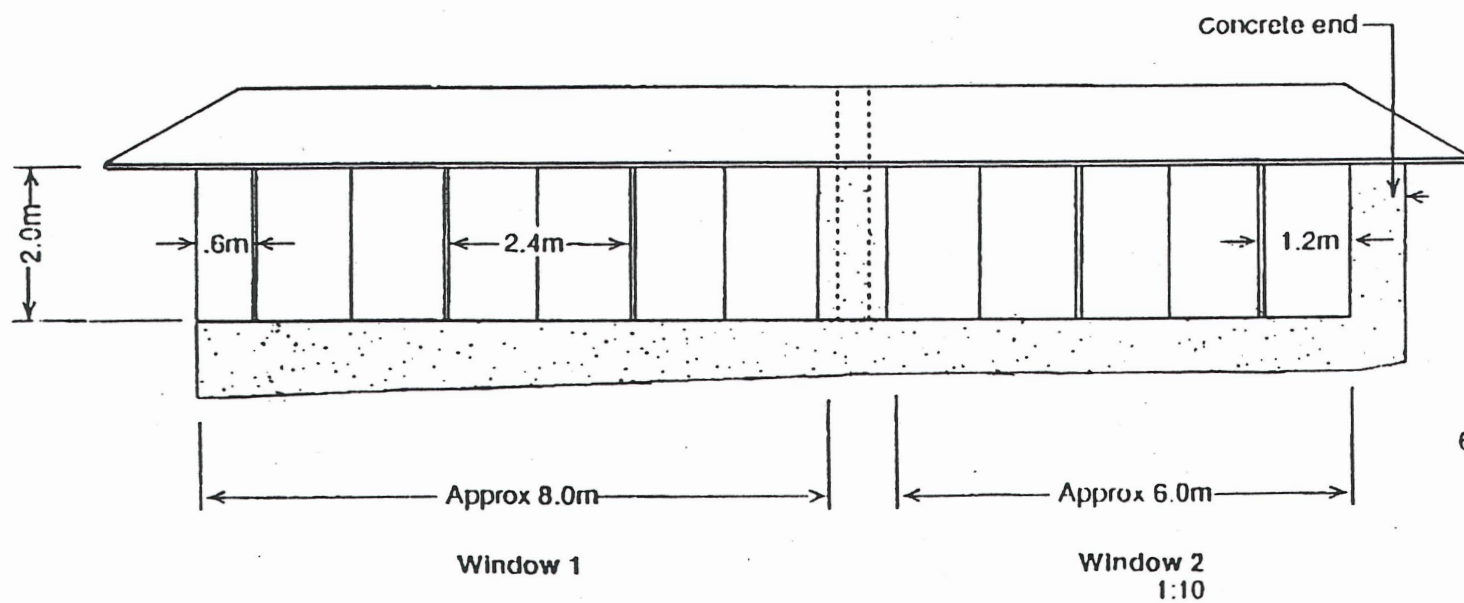 Concrete end
2.0m
.6m
2.4m
1.2m
6
Approx 8.0m
Approx 6.0m
Window 1
Window 2
1:10